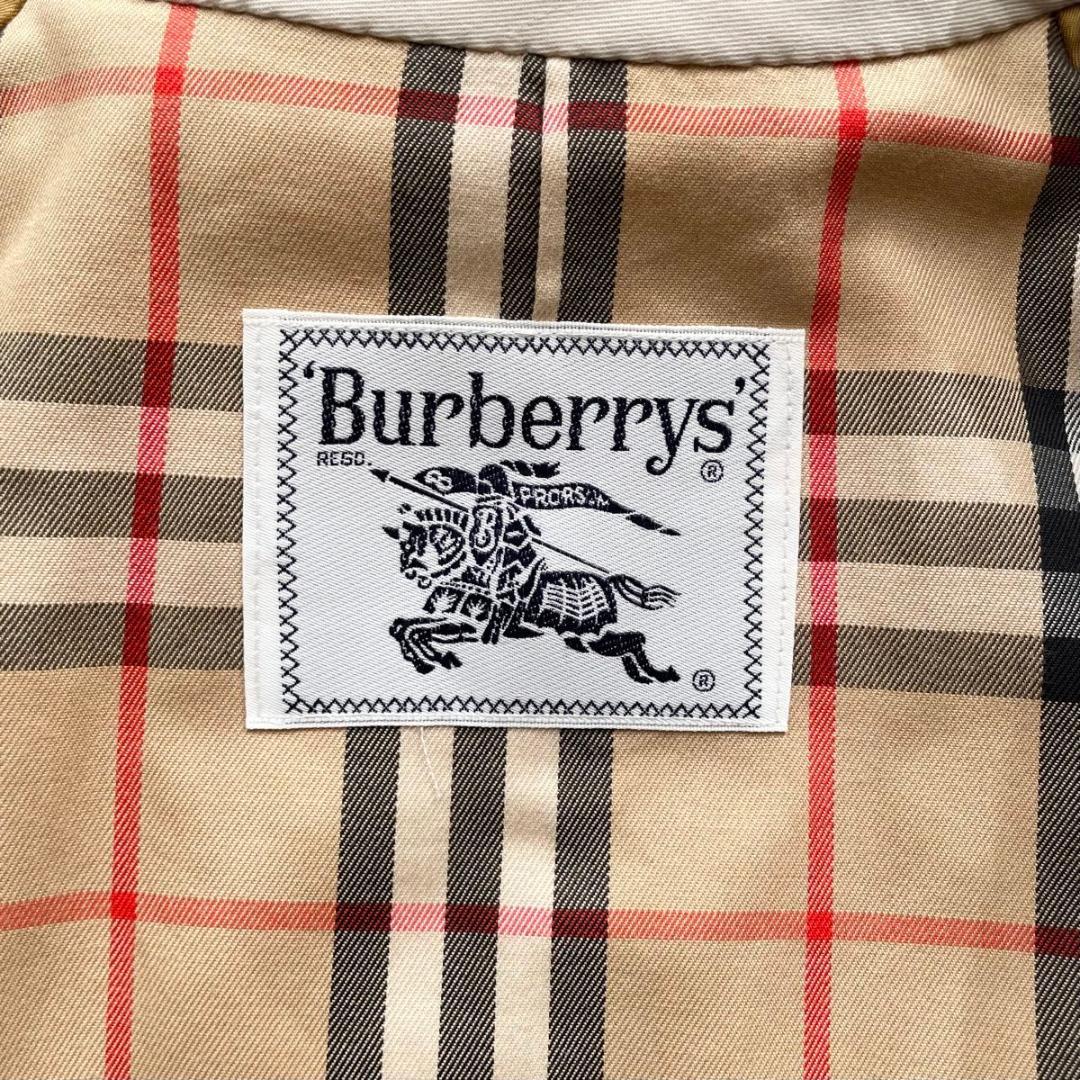 'Burberrys'
REGD. ®
B PRORSUM
B
®